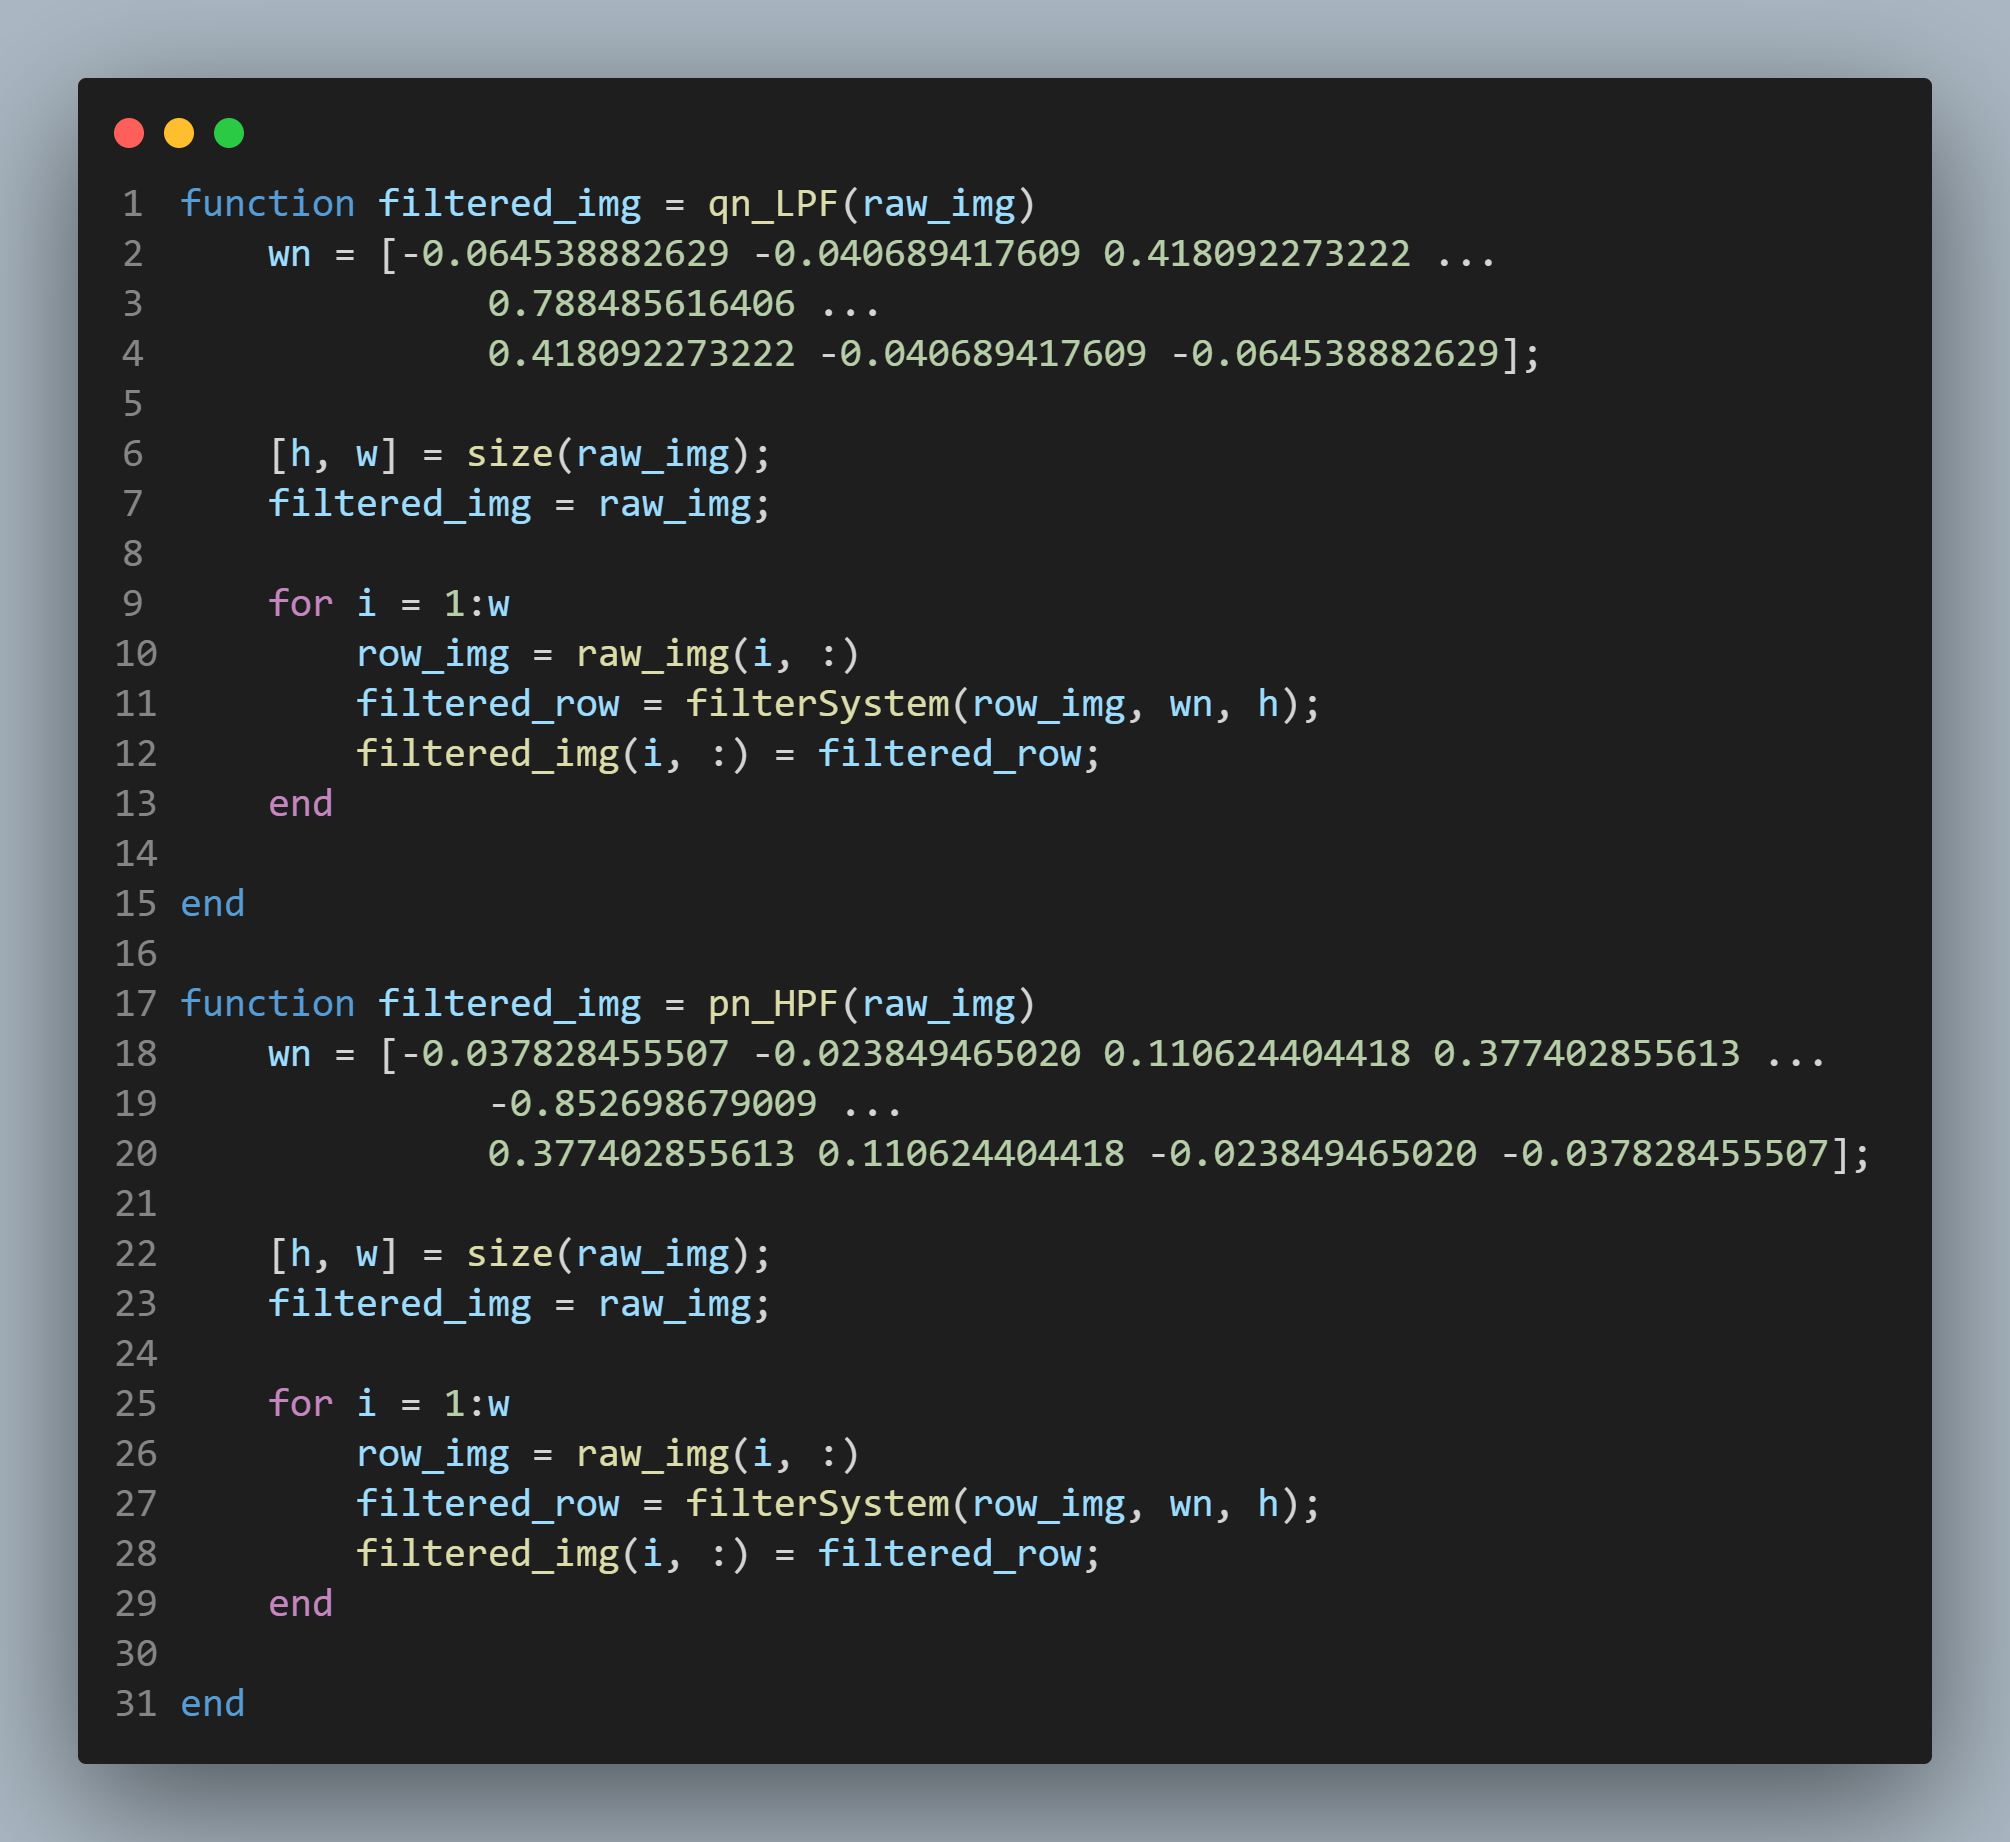 1 function filtered_img = qn_LPF(raw_img)
2     wn = [-0.064538882629 -0.040689417609 0.418092273222 ...
3               0.788485616406 ...
4               0.418092273222 -0.040689417609 -0.064538882629];
5
6     [h, w] = size(raw_img);
7     filtered_img = raw_img;
8
9     for i = 1:w
10         row_img = raw_img(i, :)
11         filtered_row = filterSystem(row_img, wn, h);
12         filtered_img(i, :) = filtered_row;
13     end
14
15 end
16
17 function filtered_img = pn_HPF(raw_img)
18     wn = [-0.037828455507 -0.023849465020 0.110624404418 0.377402855613 ...
19               -0.852698679009 ...
20               0.377402855613 0.110624404418 -0.023849465020 -0.037828455507];
21
22     [h, w] = size(raw_img);
23     filtered_img = raw_img;
24
25     for i = 1:w
26         row_img = raw_img(i, :)
27         filtered_row = filterSystem(row_img, wn, h);
28         filtered_img(i, :) = filtered_row;
29     end
30
31 end